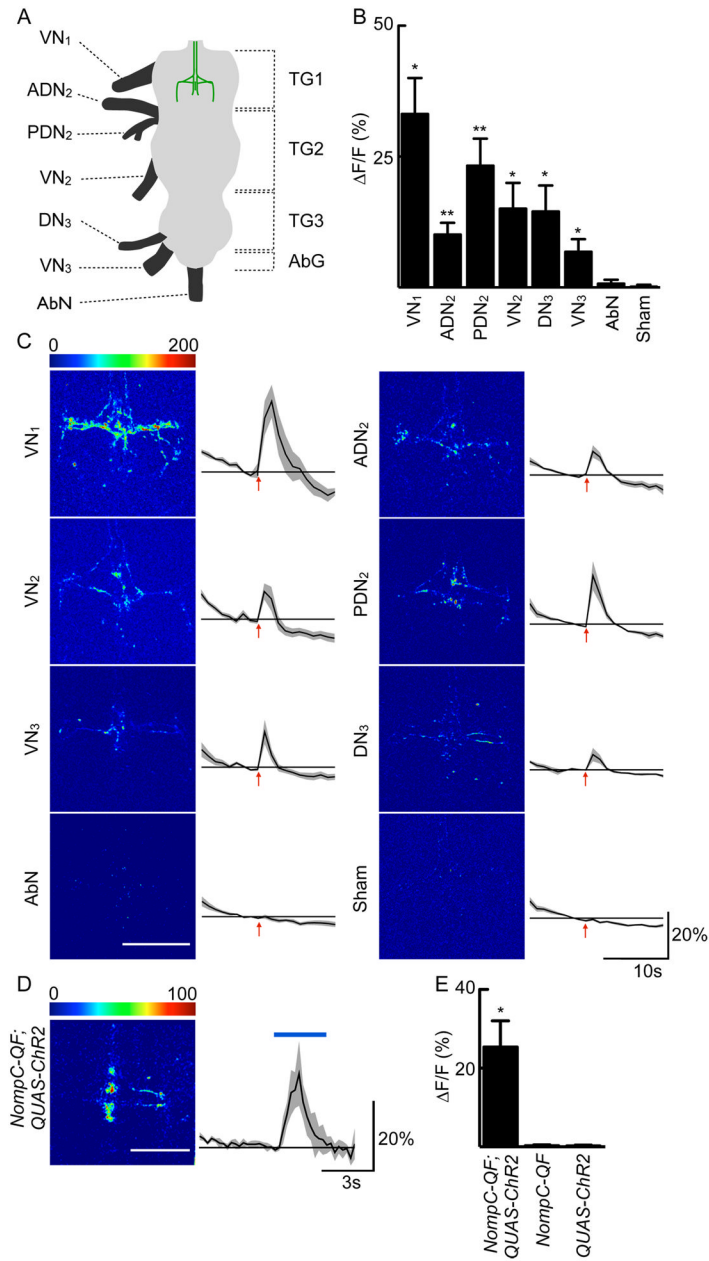 A
VN1
ADN2
PDN2
VN2
DN3
VN3
AbN
TG1
TG2
TG3
AbG
B
50
25
ΔF/F (%)
*
**
**
*
*
*
VN1
ADN2
PDN2
VN2
DN3
VN3
AbN
Sham
C
0 200
VN1
ADN2
VN2
PDN2
VN3
DN3
AbN
Sham
20%
10s
D
0 100
NompC-QF;
QUAS-ChR2
20%
3s
E
40
20
ΔF/F (%)
*
NompC-QF;
QUAS-ChR2
NompC-QF
QUAS-ChR2